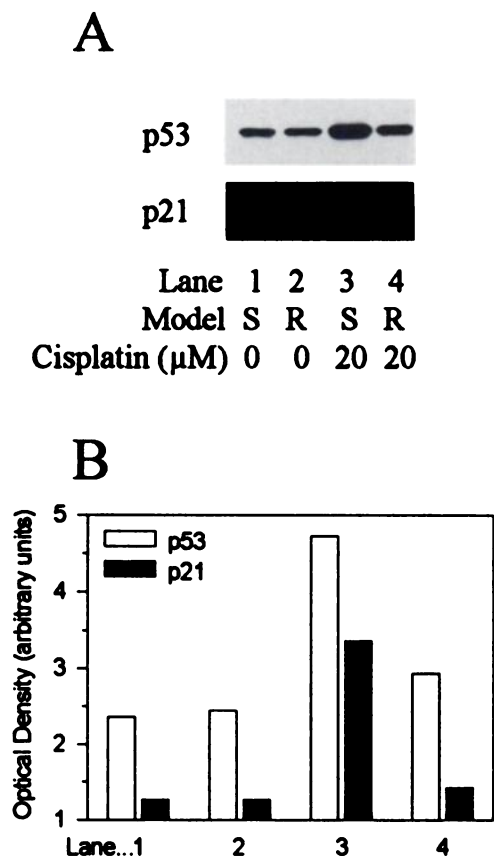 A
p53
p21
Lane 1 2 3 4
Model S R S R
Cisplatin (µM) 0 0 20 20
B
Optical Density (arbitrary units)
5
4
3
2
1
p53
p21
Lane...1 2 3 4